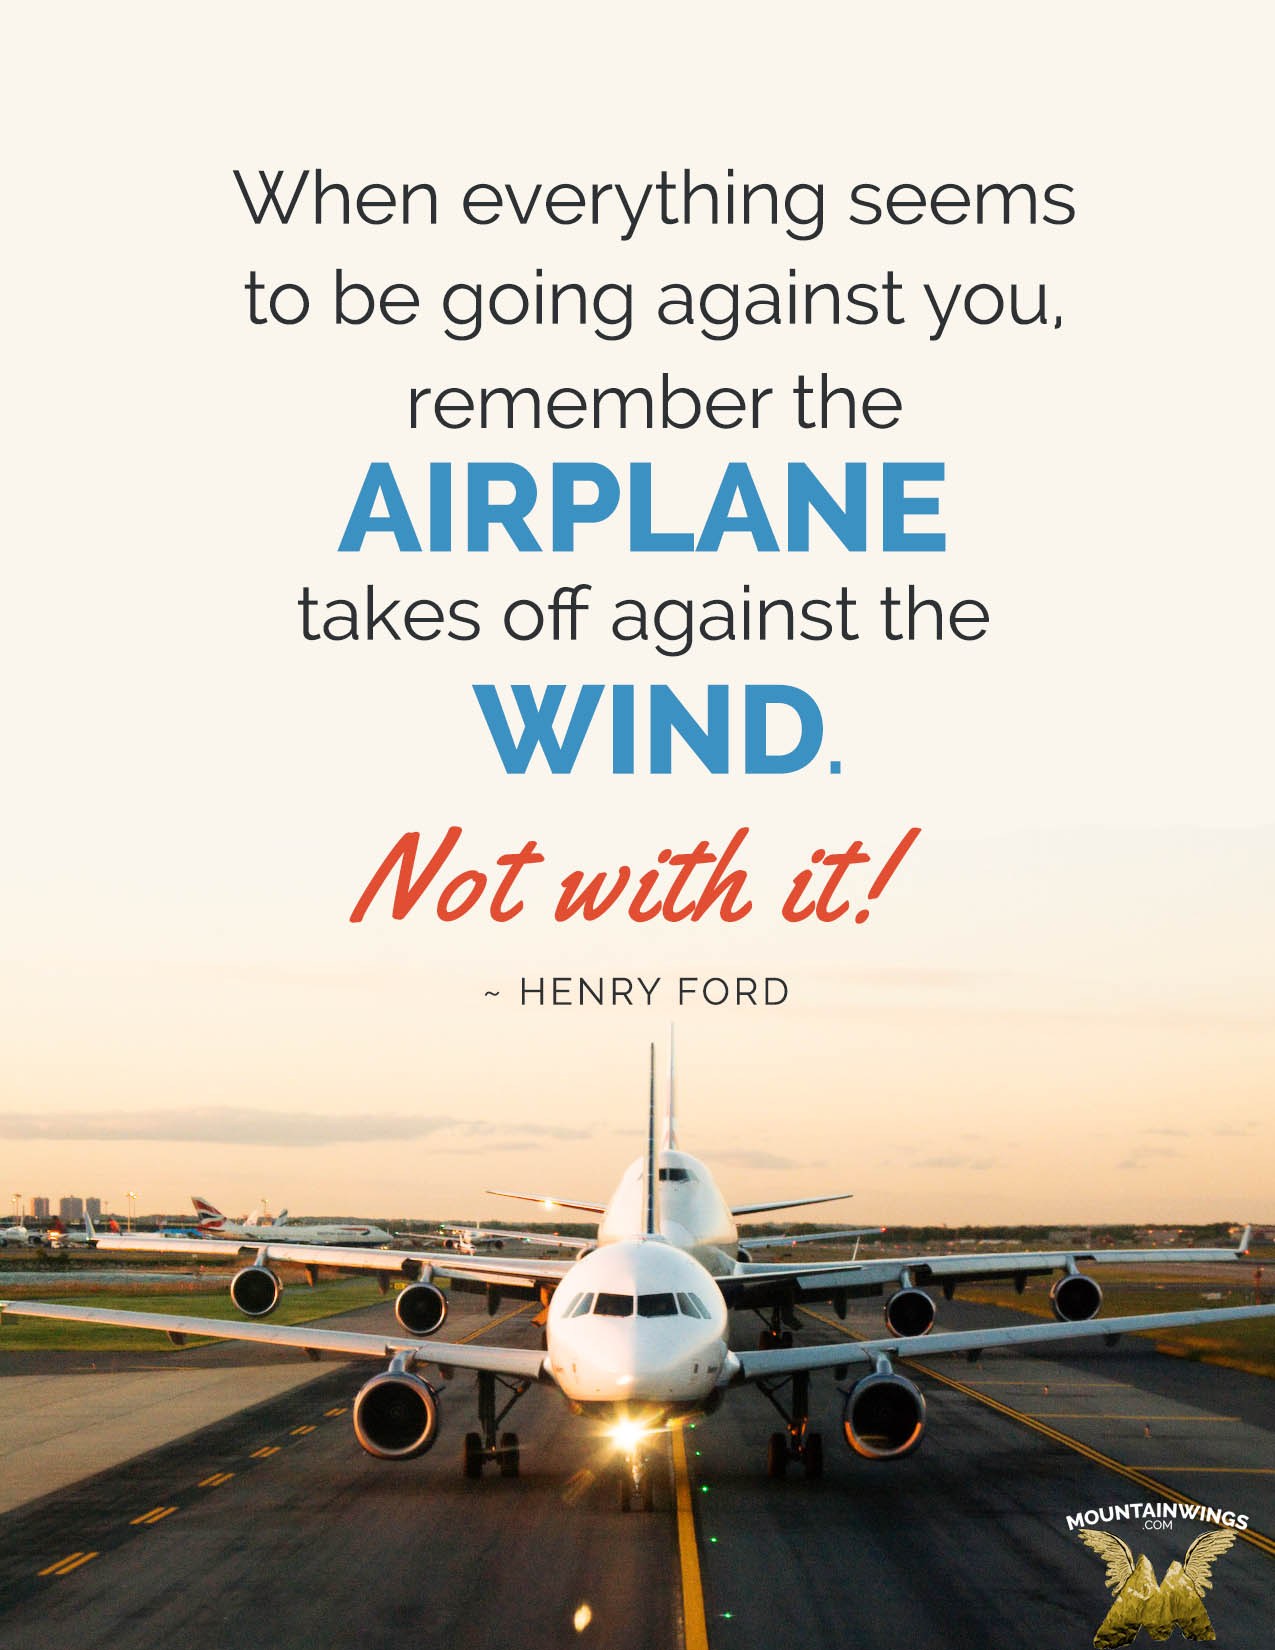 When everything seems
to be going against you,
remember the
AIRPLANE
takes off against the
WIND.
Not with it!
~ HENRY FORD
MOUNTAINWINGS
.COM